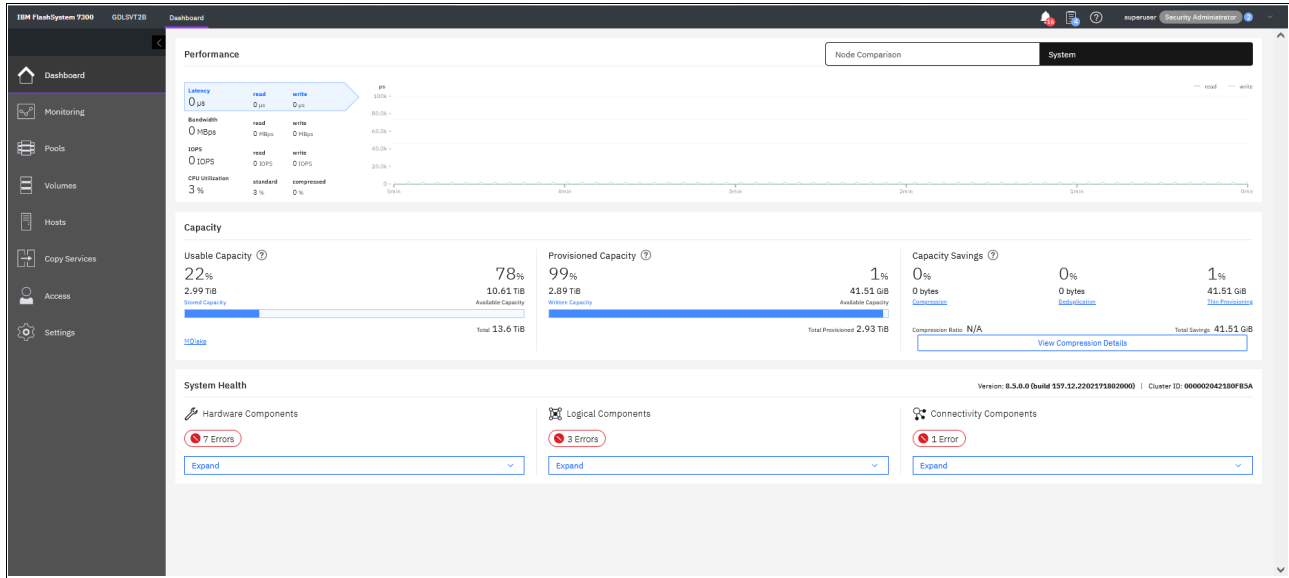 IBM FlashSystem 7300 GDLSVT28 Dashboard 16 4 superuser Security Administrator
Dashboard
Monitoring
Pools
Volumes
Hosts
Copy Services
Access
Settings
Performance
Node Comparison System
Latency read write
0 µs 0 µs 0 µs
Bandwidth read write
0 MBps 0 MBps 0 MBps
IOPS read write
0 IOPS 0 IOPS 0 IOPS
CPU Utilization standard compressed
3 % 3 % 0 %
µs
read write
100k
80.0k
60.0k
40.0k
20.0k
0
5min 4min 3min 2min 1min
Capacity
Usable Capacity ?
22% 78%
2.99 TiB 10.61 TiB
Stored Capacity Available Capacity
Total 13.6 TiB
MDisks
Provisioned Capacity ?
99% 1%
2.89 TiB 41.51 GiB
Written Capacity Available Capacity
Total Provisioned 2.93 TiB
Capacity Savings ?
0% 0% 1%
0 bytes 0 bytes 41.51 GiB
Compression Deduplication Thin Provisioning
Compression Ratio N/A Total Savings 41.51 GiB
View Compression Details
System Health
Version: 8.5.0.0 (build 157.12.2202171802000) | Cluster ID: 000002042180FB5A
Hardware Components
7 Errors
Expand
Logical Components
3 Errors
Expand
Connectivity Components
1 Error
Expand